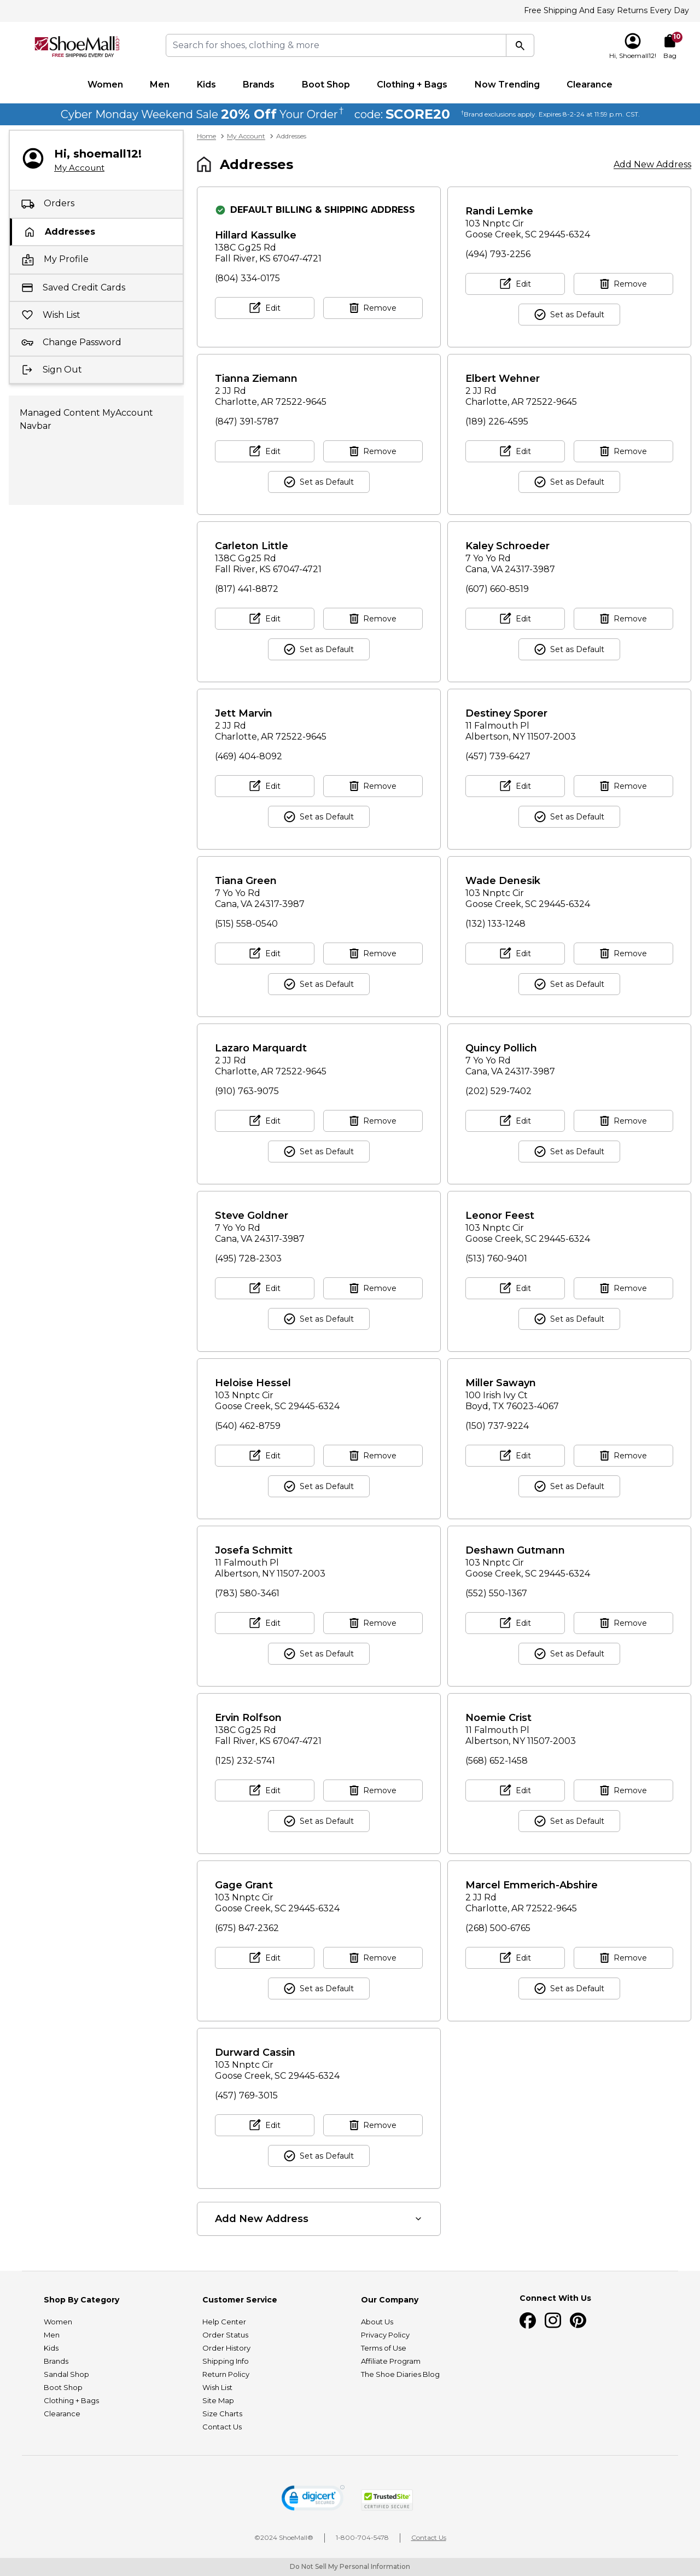 Free Shipping And Easy Returns Every Day
ShoeMall
FREE SHIPPING EVERY DAY
Search for shoes, clothing & more
Hi, Shoemall12!
10
Bag
Women Men Kids Brands Boot Shop Clothing + Bags Now Trending Clearance
Cyber Monday Weekend Sale 20% Off Your Order† code: SCORE20 †Brand exclusions apply. Expires 8-2-24 at 11:59 p.m. CST.
Hi, shoemall12!
My Account
Orders
Addresses
My Profile
Saved Credit Cards
Wish List
Change Password
Sign Out
Managed Content MyAccount
Navbar
Home > My Account > Addresses
Addresses
Add New Address
DEFAULT BILLING & SHIPPING ADDRESS
Hillard Kassulke
138C Gg25 Rd
Fall River, KS 67047-4721
(804) 334-0175
Edit Remove
Randi Lemke
103 Nnptc Cir
Goose Creek, SC 29445-6324
(494) 793-2256
Edit Remove
Set as Default
Tianna Ziemann
2 JJ Rd
Charlotte, AR 72522-9645
(847) 391-5787
Edit Remove
Set as Default
Elbert Wehner
2 JJ Rd
Charlotte, AR 72522-9645
(189) 226-4595
Edit Remove
Set as Default
Carleton Little
138C Gg25 Rd
Fall River, KS 67047-4721
(817) 441-8872
Edit Remove
Set as Default
Kaley Schroeder
7 Yo Yo Rd
Cana, VA 24317-3987
(607) 660-8519
Edit Remove
Set as Default
Jett Marvin
2 JJ Rd
Charlotte, AR 72522-9645
(469) 404-8092
Edit Remove
Set as Default
Destiney Sporer
11 Falmouth Pl
Albertson, NY 11507-2003
(457) 739-6427
Edit Remove
Set as Default
Tiana Green
7 Yo Yo Rd
Cana, VA 24317-3987
(515) 558-0540
Edit Remove
Set as Default
Wade Denesik
103 Nnptc Cir
Goose Creek, SC 29445-6324
(132) 133-1248
Edit Remove
Set as Default
Lazaro Marquardt
2 JJ Rd
Charlotte, AR 72522-9645
(910) 763-9075
Edit Remove
Set as Default
Quincy Pollich
7 Yo Yo Rd
Cana, VA 24317-3987
(202) 529-7402
Edit Remove
Set as Default
Steve Goldner
7 Yo Yo Rd
Cana, VA 24317-3987
(495) 728-2303
Edit Remove
Set as Default
Leonor Feest
103 Nnptc Cir
Goose Creek, SC 29445-6324
(513) 760-9401
Edit Remove
Set as Default
Heloise Hessel
103 Nnptc Cir
Goose Creek, SC 29445-6324
(540) 462-8759
Edit Remove
Set as Default
Miller Sawayn
100 Irish Ivy Ct
Boyd, TX 76023-4067
(150) 737-9224
Edit Remove
Set as Default
Josefa Schmitt
11 Falmouth Pl
Albertson, NY 11507-2003
(783) 580-3461
Edit Remove
Set as Default
Deshawn Gutmann
103 Nnptc Cir
Goose Creek, SC 29445-6324
(552) 550-1367
Edit Remove
Set as Default
Ervin Rolfson
138C Gg25 Rd
Fall River, KS 67047-4721
(125) 232-5741
Edit Remove
Set as Default
Noemie Crist
11 Falmouth Pl
Albertson, NY 11507-2003
(568) 652-1458
Edit Remove
Set as Default
Gage Grant
103 Nnptc Cir
Goose Creek, SC 29445-6324
(675) 847-2362
Edit Remove
Set as Default
Marcel Emmerich-Abshire
2 JJ Rd
Charlotte, AR 72522-9645
(268) 500-6765
Edit Remove
Set as Default
Durward Cassin
103 Nnptc Cir
Goose Creek, SC 29445-6324
(457) 769-3015
Edit Remove
Set as Default
Add New Address
Shop By Category
Women
Men
Kids
Brands
Sandal Shop
Boot Shop
Clothing + Bags
Clearance
Customer Service
Help Center
Order Status
Order History
Shipping Info
Return Policy
Wish List
Site Map
Size Charts
Contact Us
Our Company
About Us
Privacy Policy
Terms of Use
Affiliate Program
The Shoe Diaries Blog
Connect With Us
digicert
SECURED
TrustedSite
CERTIFIED SECURE
©2024 ShoeMall® | 1-800-704-5478 | Contact Us
Do Not Sell My Personal Information